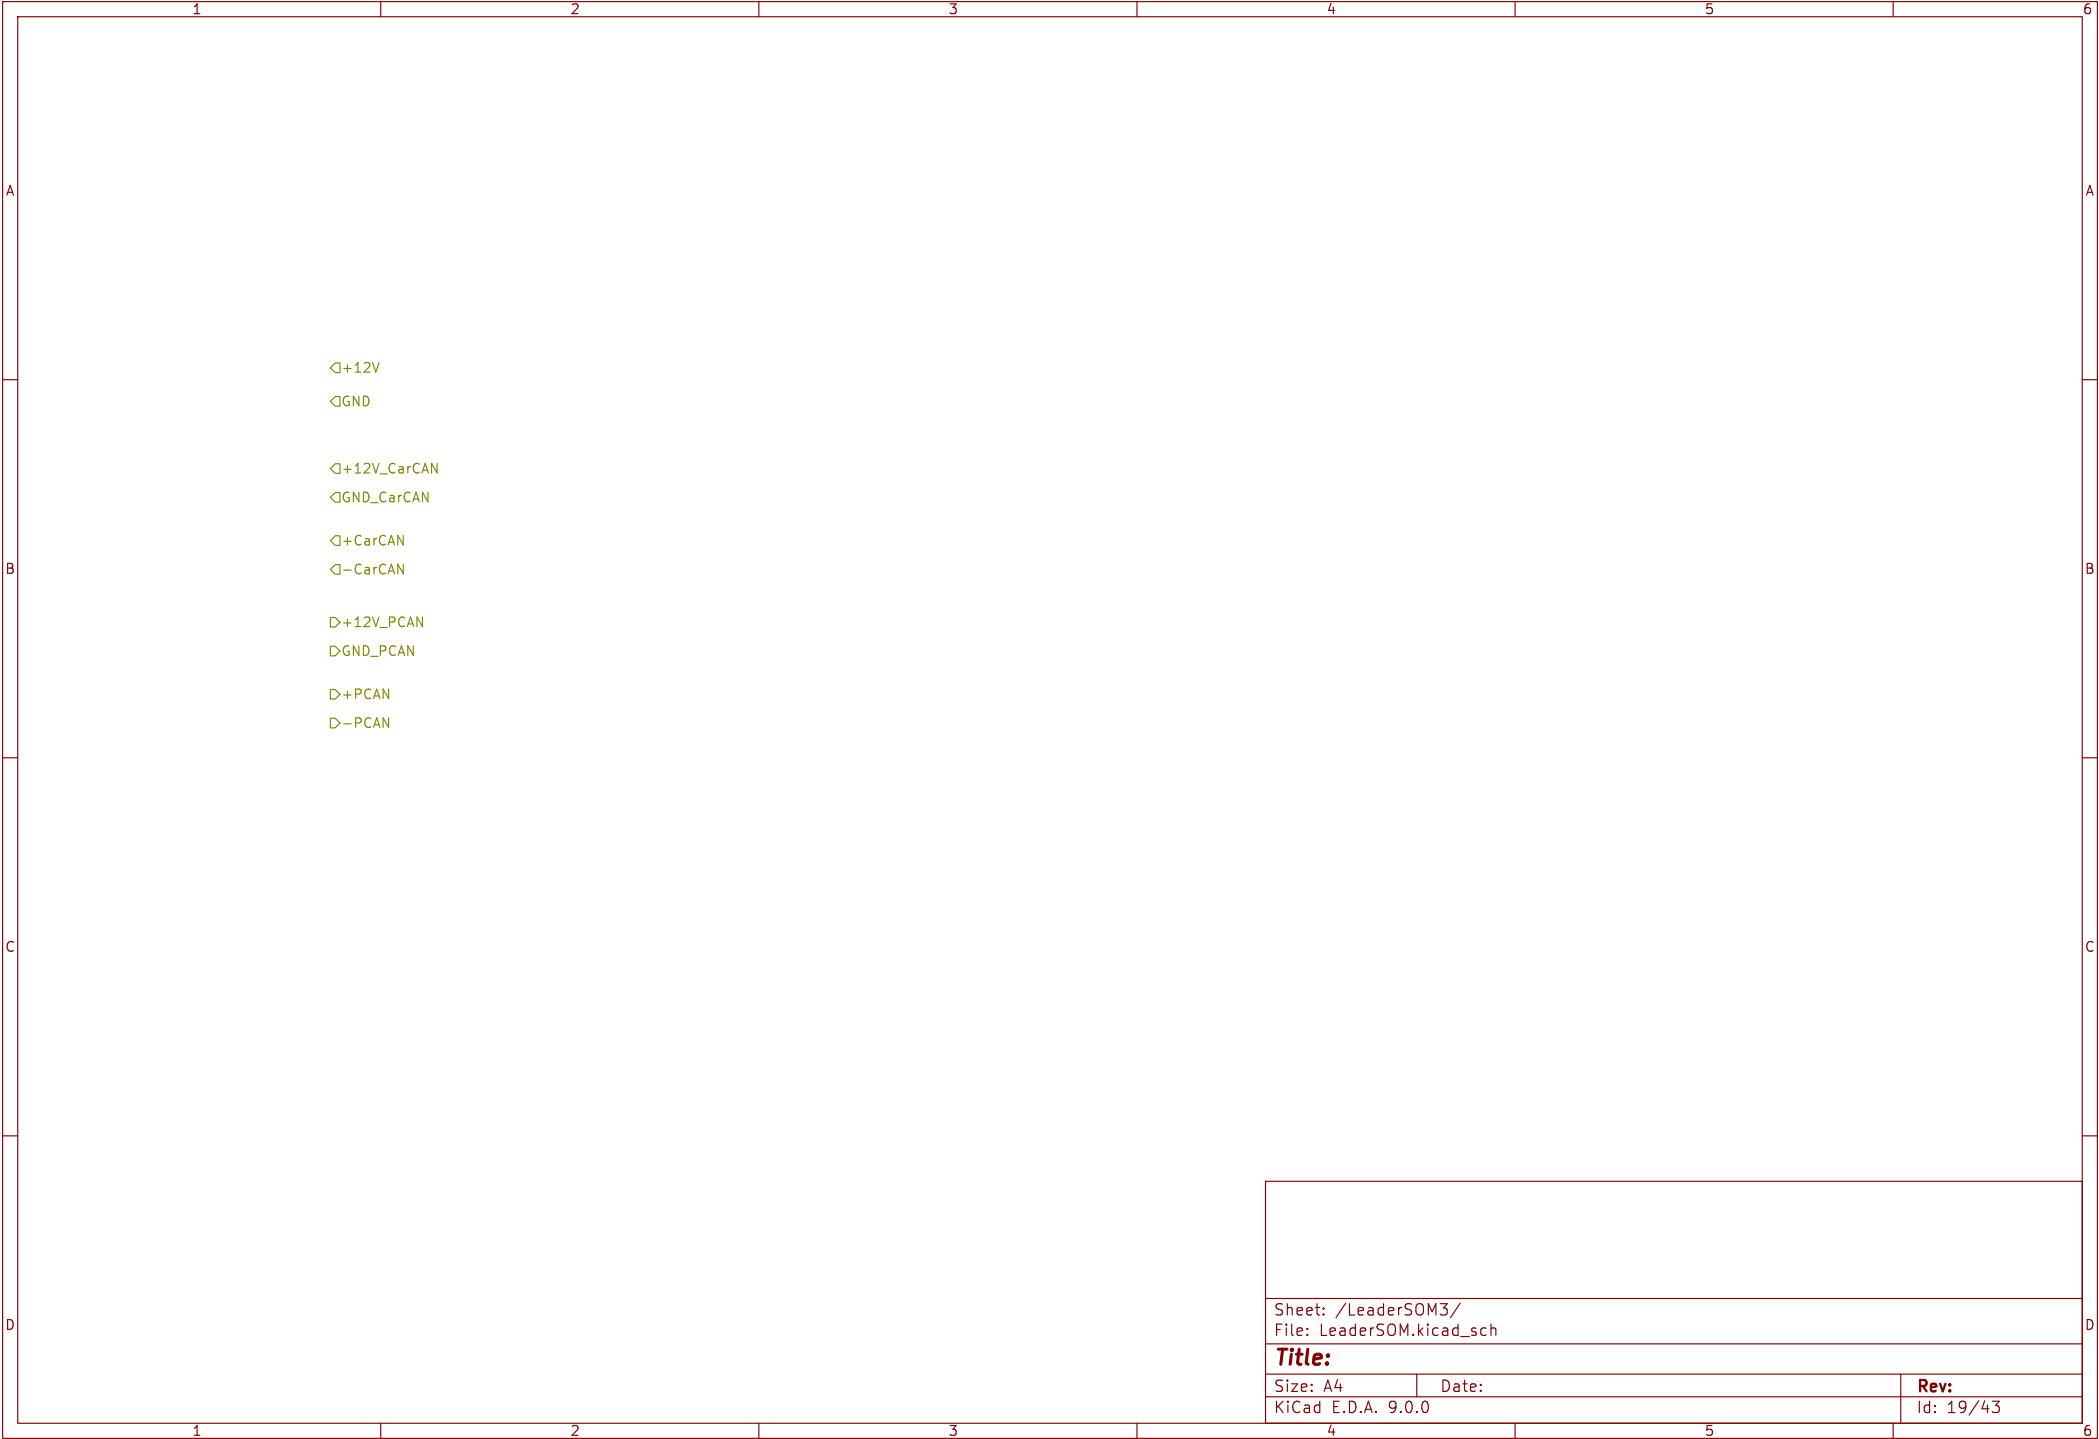 1 2 3 4 5 6
A A
+12V
GND
+12V_CarCAN
GND_CarCAN
+CarCAN
-CarCAN
B B
+12V_PCAN
GND_PCAN
+PCAN
-PCAN
C C
Sheet: /LeaderSOM3/
File: LeaderSOM.kicad_sch
D D
Title:
Size: A4 Date: Rev:
KiCad E.D.A. 9.0.0 Id: 19/43
1 2 3 4 5 6